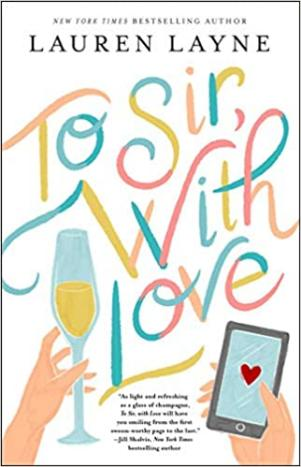 NEW YORK TIMES BESTSELLING AUTHOR
LAUREN LAYNE
To Sir,
With
Love
"As light and refreshing
as a glass of champagne,
To Sir, with Love will have
you smiling from the first
swoon-worthy page to the last."
—Jill Shalvis, New York Times
bestselling author